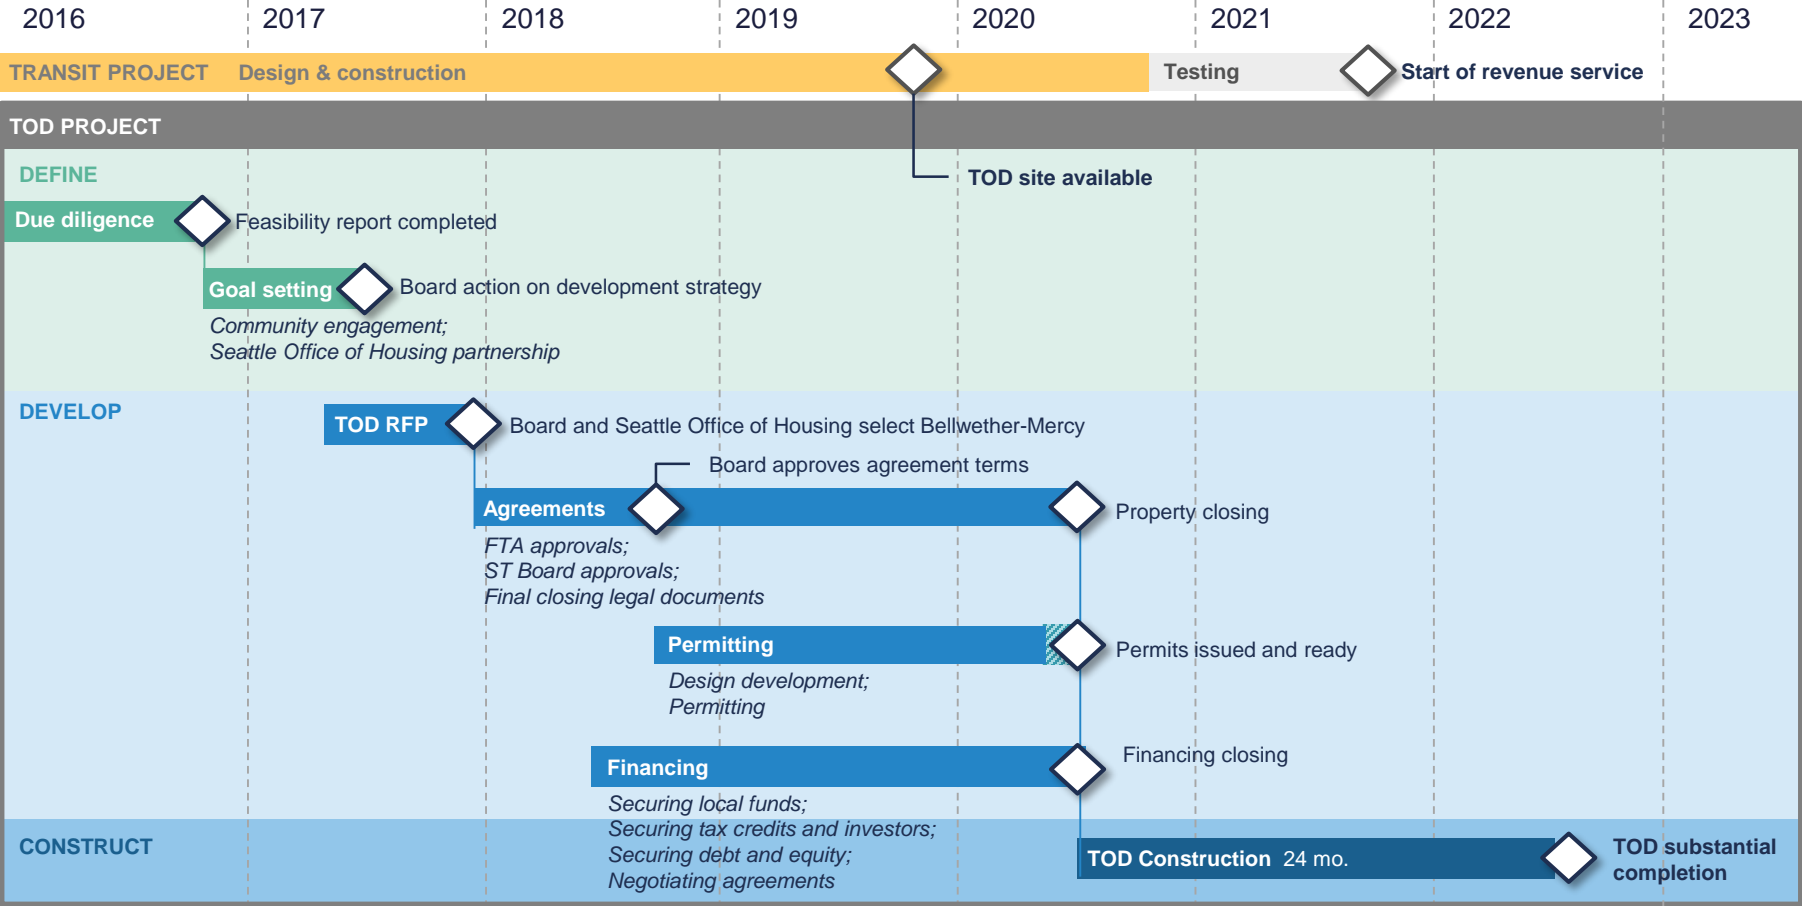 2016 2017 2018 2019 2020 2021 2022 2023
TRANSIT PROJECT Design & construction Testing Start of revenue service
TOD PROJECT
DEFINE
TOD site available
Due diligence Feasibility report completed
Goal setting Board action on development strategy
Community engagement;
Seattle Office of Housing partnership
DEVELOP
TOD RFP Board and Seattle Office of Housing select Bellwether-Mercy
Board approves agreement terms
Agreements Property closing
FTA approvals;
ST Board approvals;
Final closing legal documents
Permitting Permits issued and ready
Design development;
Permitting
Financing Financing closing
Securing local funds;
Securing tax credits and investors;
Securing debt and equity;
Negotiating agreements
CONSTRUCT
TOD Construction 24 mo.
TOD substantial
completion